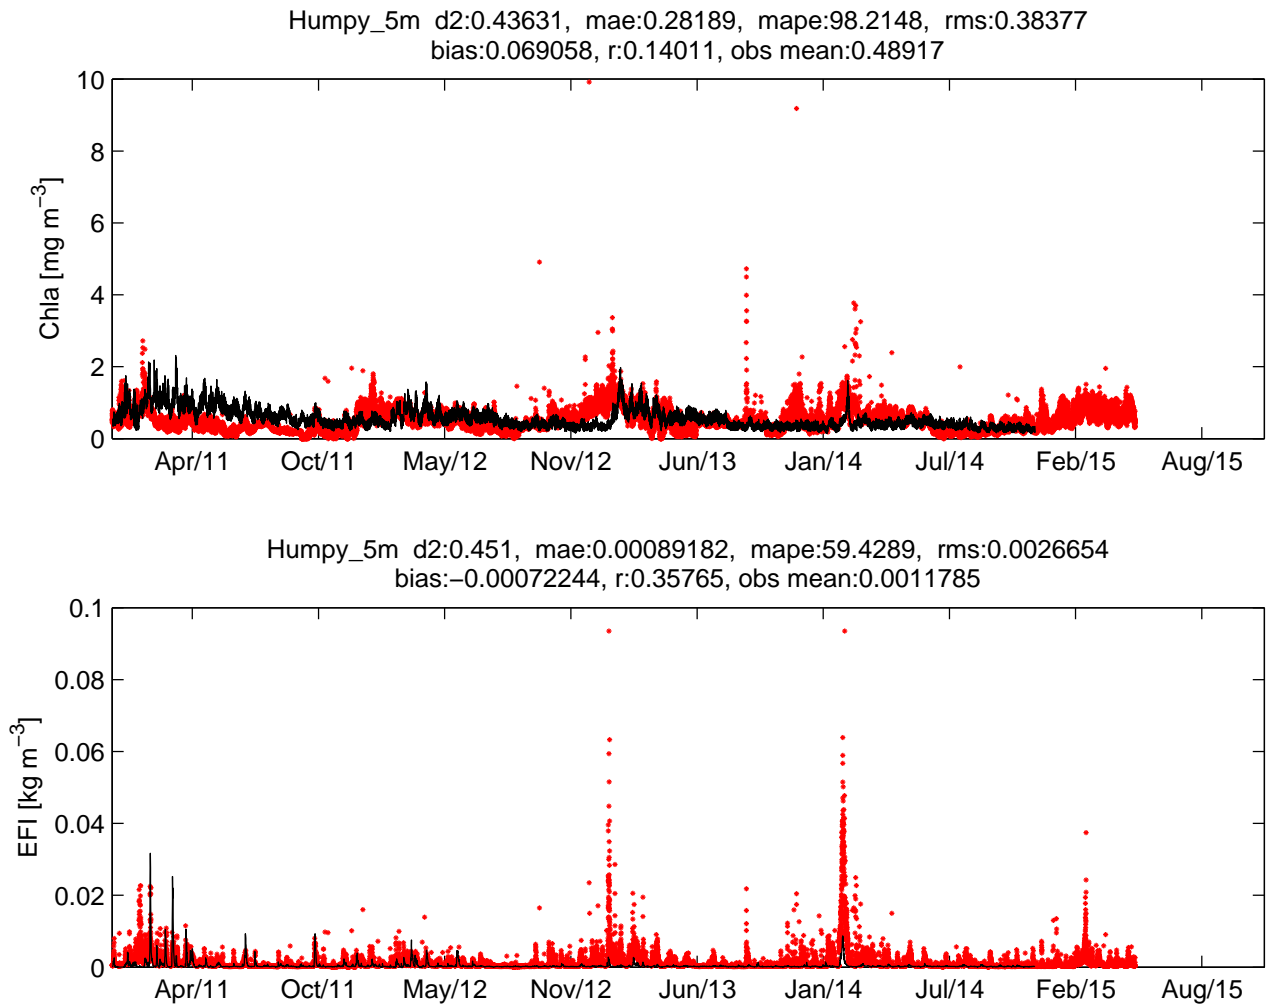 Humpy_5m  d2:0.43631,  mae:0.28189,  mape:98.2148,  rms:0.38377
bias:0.069058, r:0.14011, obs mean:0.48917
10
8
6
4
2
0
Chla [mg m−3]
Apr/11 Oct/11 May/12 Nov/12 Jun/13 Jan/14 Jul/14 Feb/15 Aug/15
Humpy_5m  d2:0.451,  mae:0.00089182,  mape:59.4289,  rms:0.0026654
bias:−0.00072244, r:0.35765, obs mean:0.0011785
0.1
0.08
0.06
0.04
0.02
0
EFI [kg m−3]
Apr/11 Oct/11 May/12 Nov/12 Jun/13 Jan/14 Jul/14 Feb/15 Aug/15